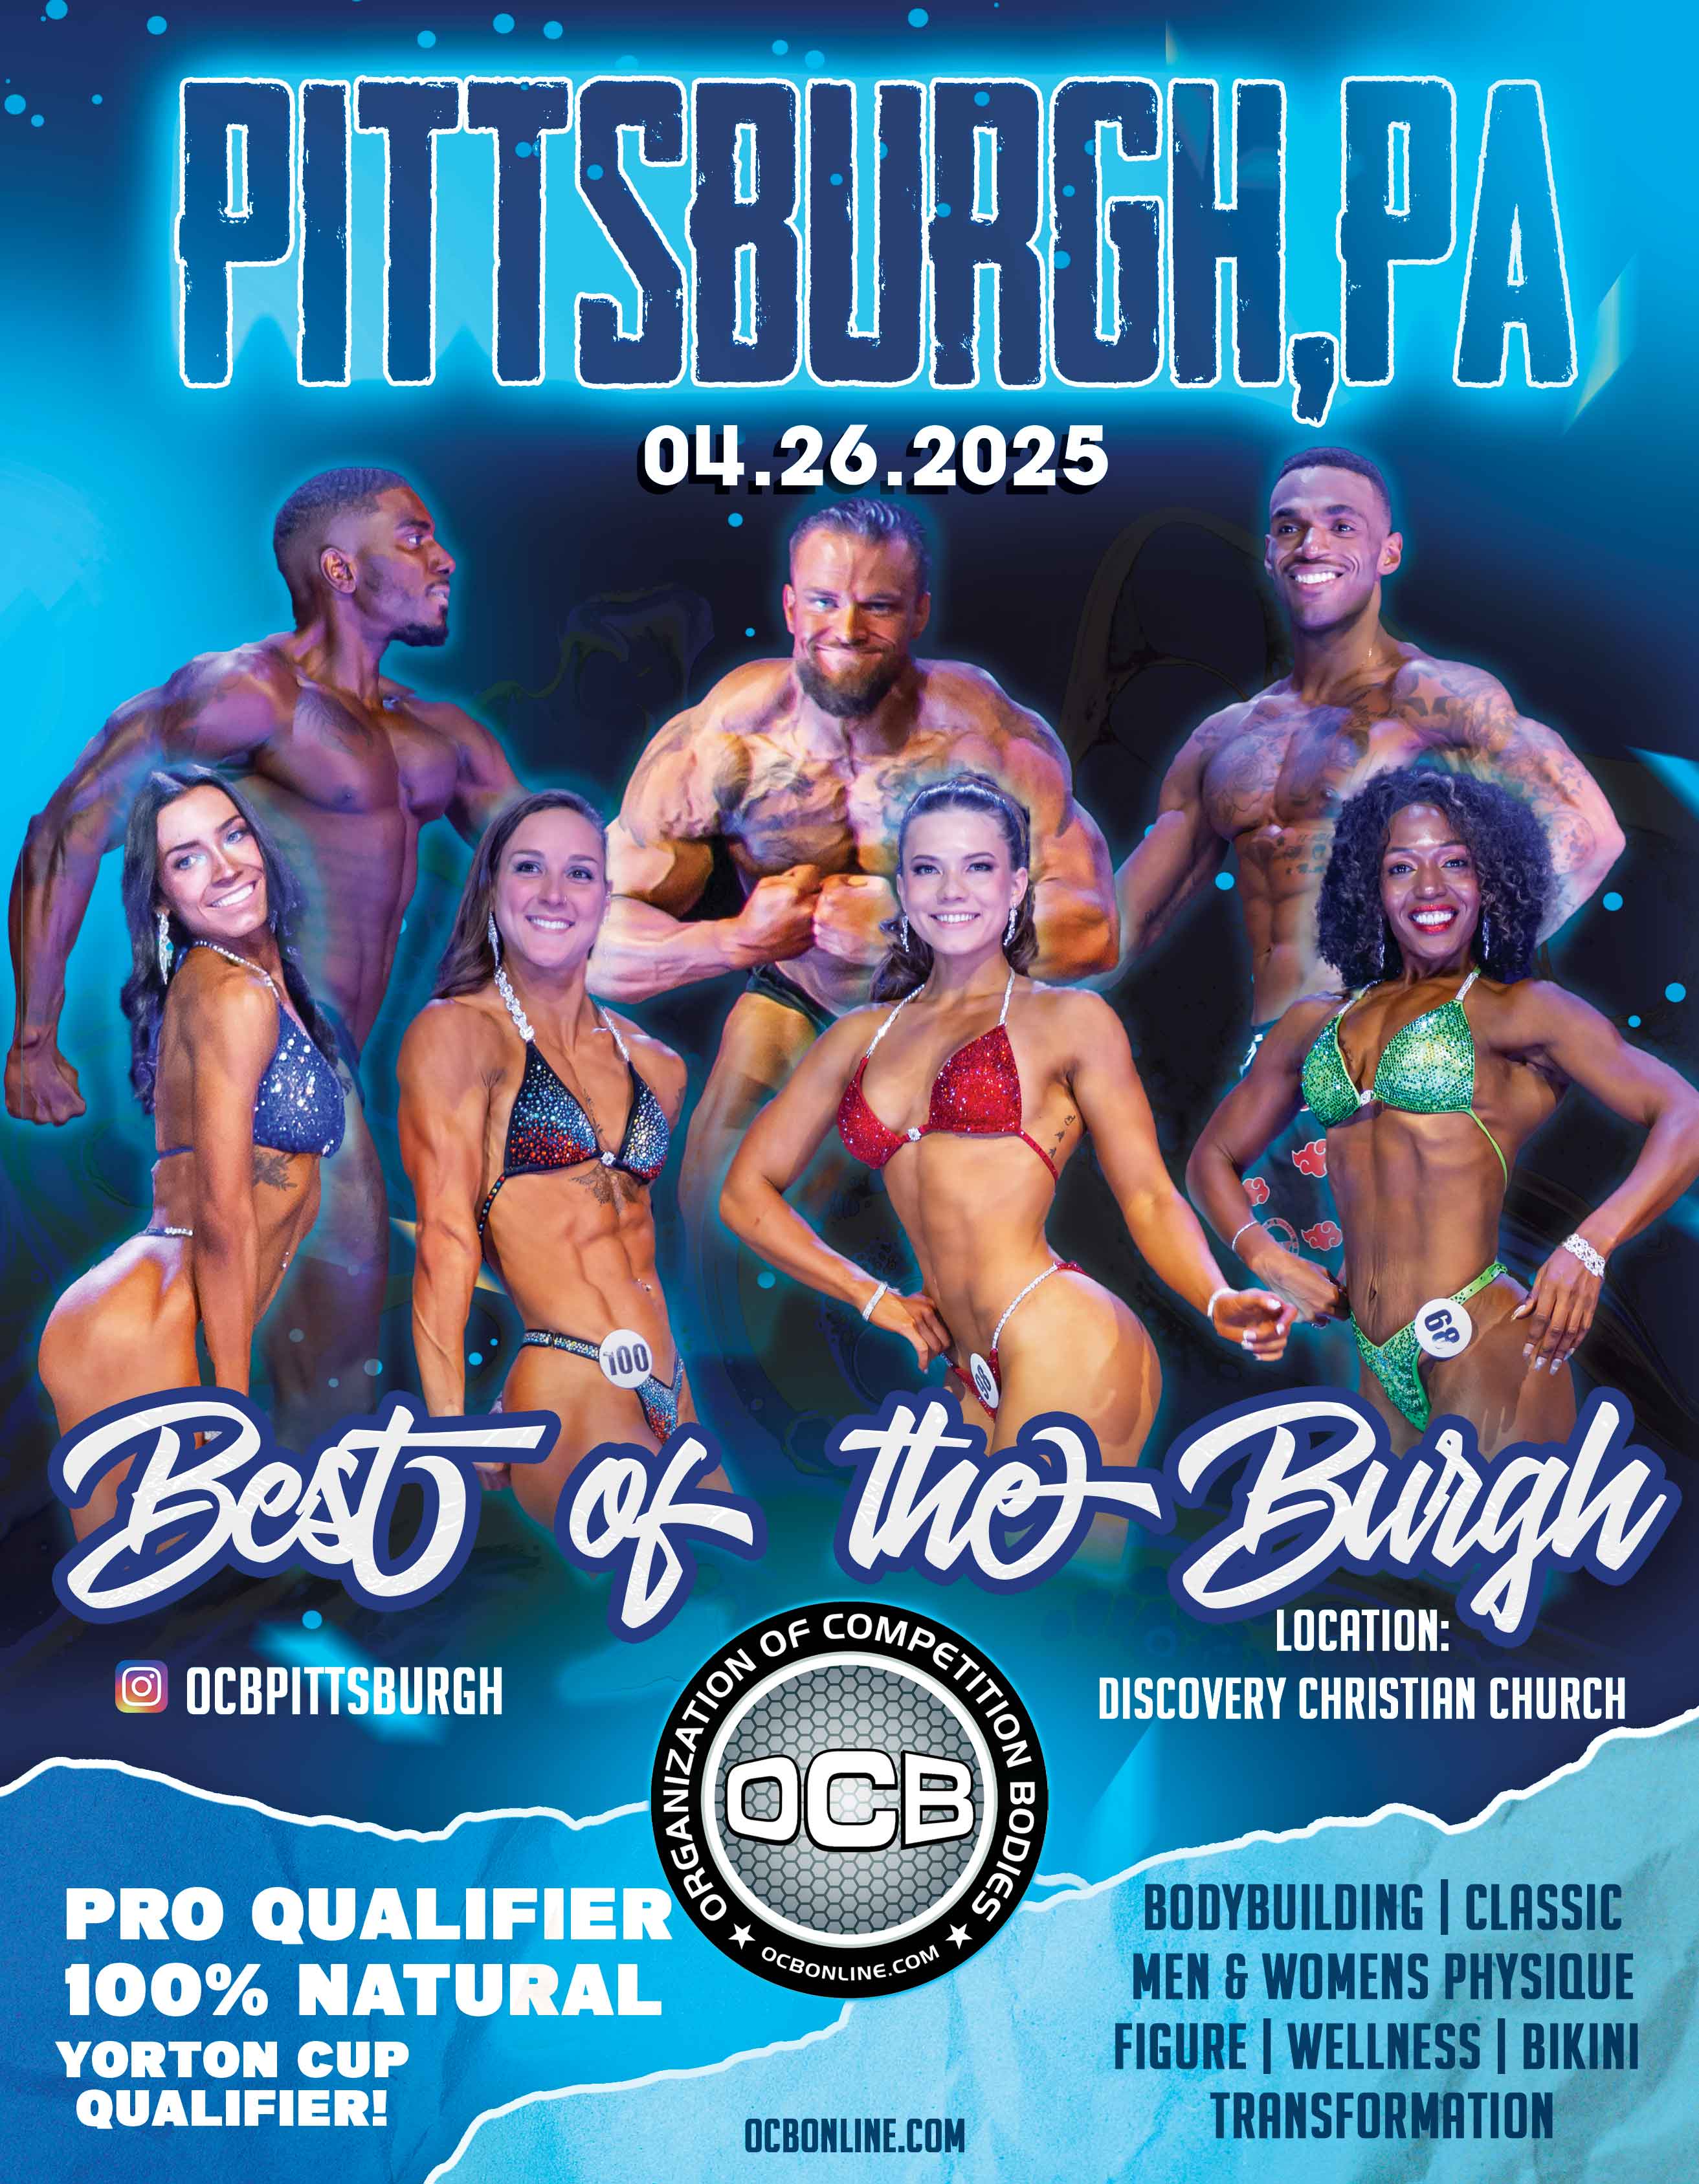 PITTSBURGH, PA
04.26.2025
100
98
68
Best of the Burgh
OCBPITTSBURGH
LOCATION:
DISCOVERY CHRISTIAN CHURCH
ORGANIZATION OF COMPETITION BODIES
OCB
OCBONLINE.COM
PRO QUALIFIER
100% NATURAL
YORTON CUP
QUALIFIER!
BODYBUILDING | CLASSIC
MEN & WOMENS PHYSIQUE
FIGURE | WELLNESS | BIKINI
TRANSFORMATION
OCBONLINE.COM